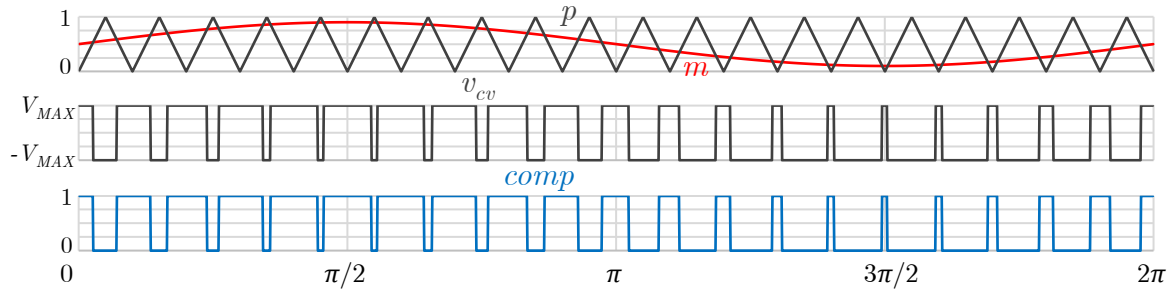 1
p
0
m
v_cv
V_MAX
-V_MAX
comp
1
0
0 π/2 π 3π/2 2π